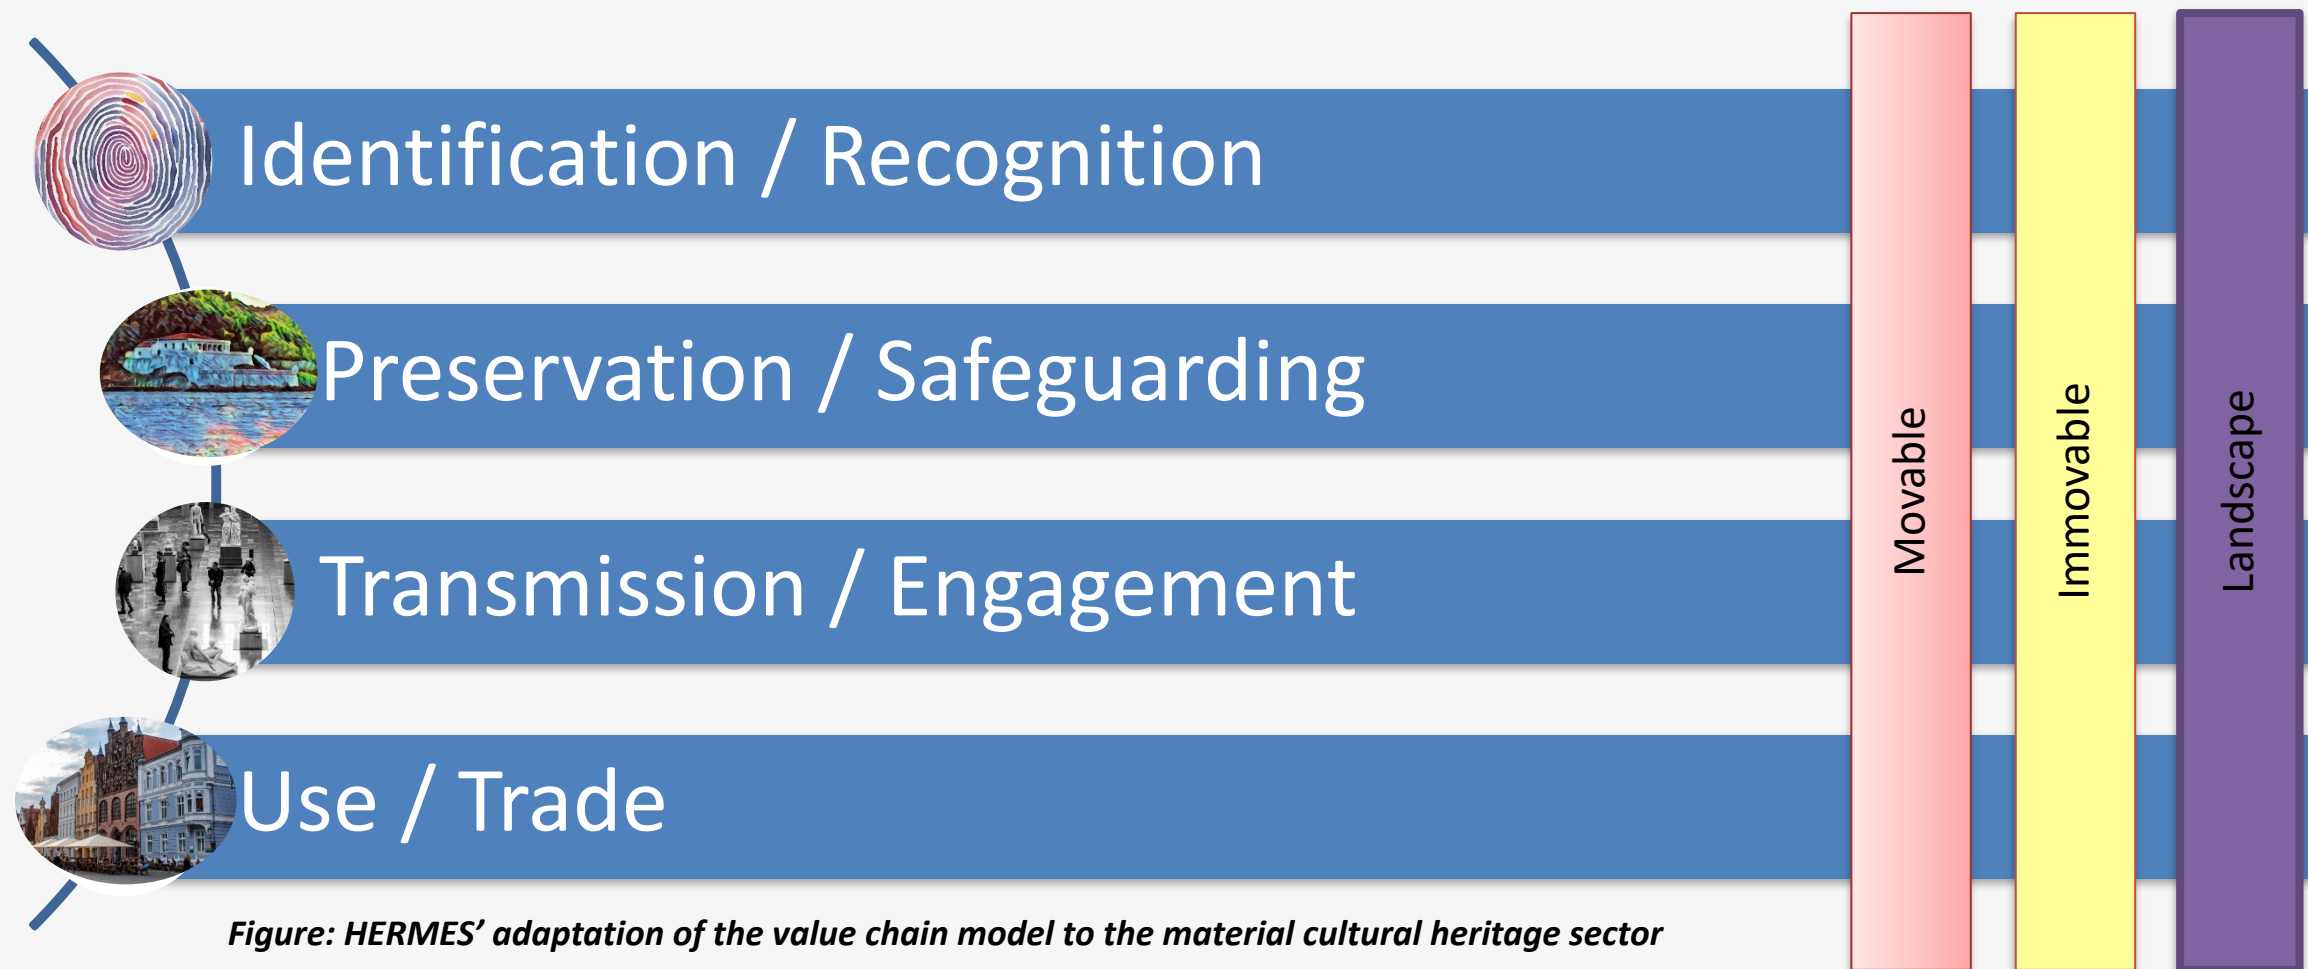 Identification / Recognition
Preservation / Safeguarding
Transmission / Engagement
Use / Trade
Movable
Immovable
Landscape
Figure: HERMES’ adaptation of the value chain model to the material cultural heritage sector